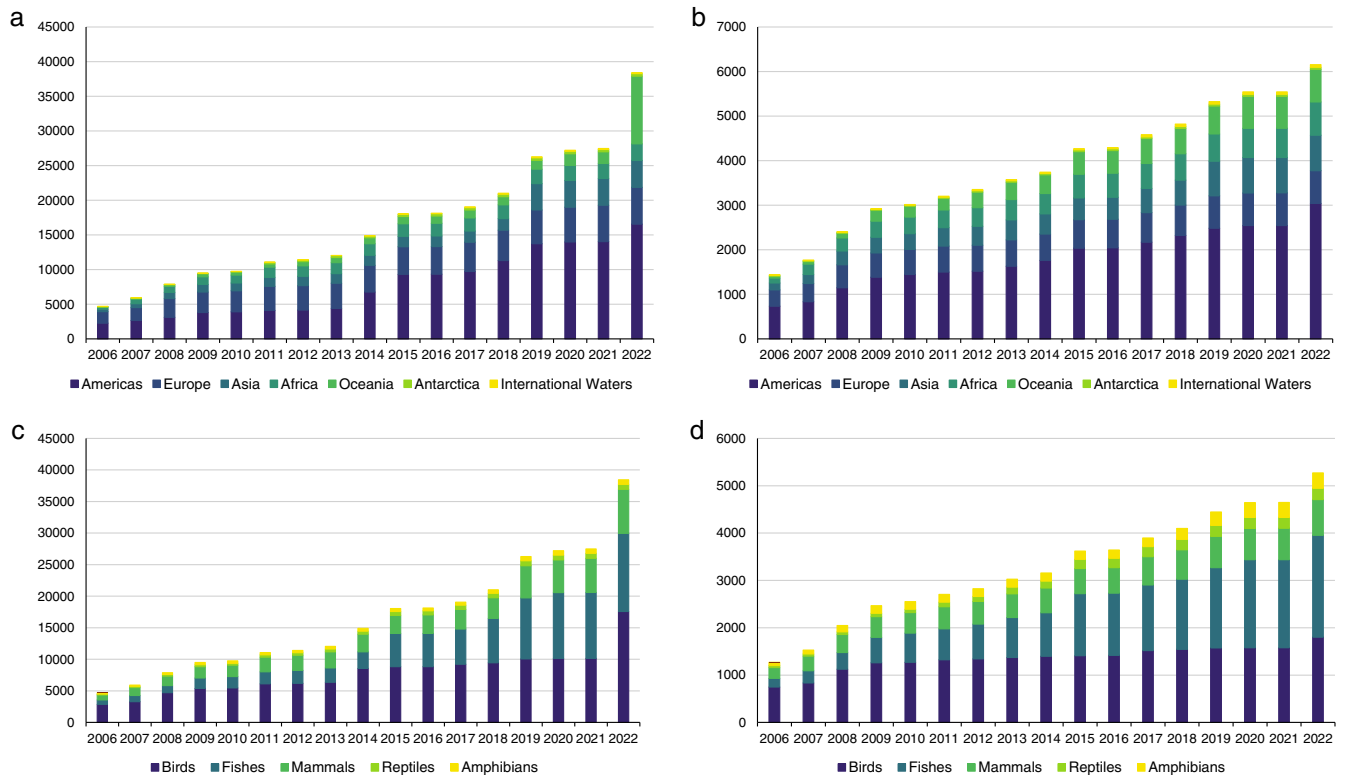 a
45000
40000
35000
30000
25000
20000
15000
10000
5000
0
2006 2007 2008 2009 2010 2011 2012 2013 2014 2015 2016 2017 2018 2019 2020 2021 2022
Americas Europe Asia Africa Oceania Antarctica International Waters
b
7000
6000
5000
4000
3000
2000
1000
0
2006 2007 2008 2009 2010 2011 2012 2013 2014 2015 2016 2017 2018 2019 2020 2021 2022
Americas Europe Asia Africa Oceania Antarctica International Waters
c
45000
40000
35000
30000
25000
20000
15000
10000
5000
0
2006 2007 2008 2009 2010 2011 2012 2013 2014 2015 2016 2017 2018 2019 2020 2021 2022
Birds Fishes Mammals Reptiles Amphibians
d
6000
5000
4000
3000
2000
1000
0
2006 2007 2008 2009 2010 2011 2012 2013 2014 2015 2016 2017 2018 2019 2020 2021 2022
Birds Fishes Mammals Reptiles Amphibians